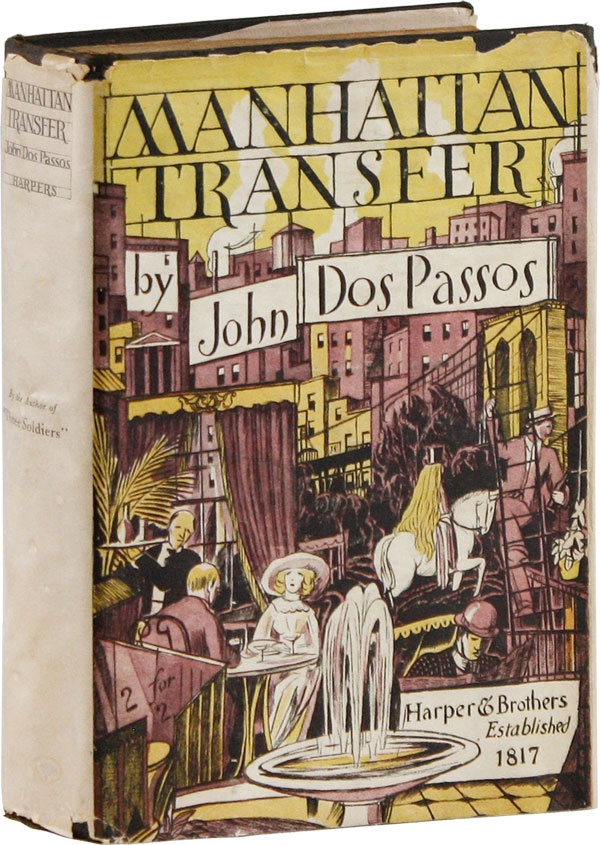 MANHATTAN
TRANSFER
John Dos Passos
HARPERS
By the Author of
"Three Soldiers"
MANHATTAN
TRANSFER
by John Dos Passos
2 for 2
Harper & Brothers
Established
1817